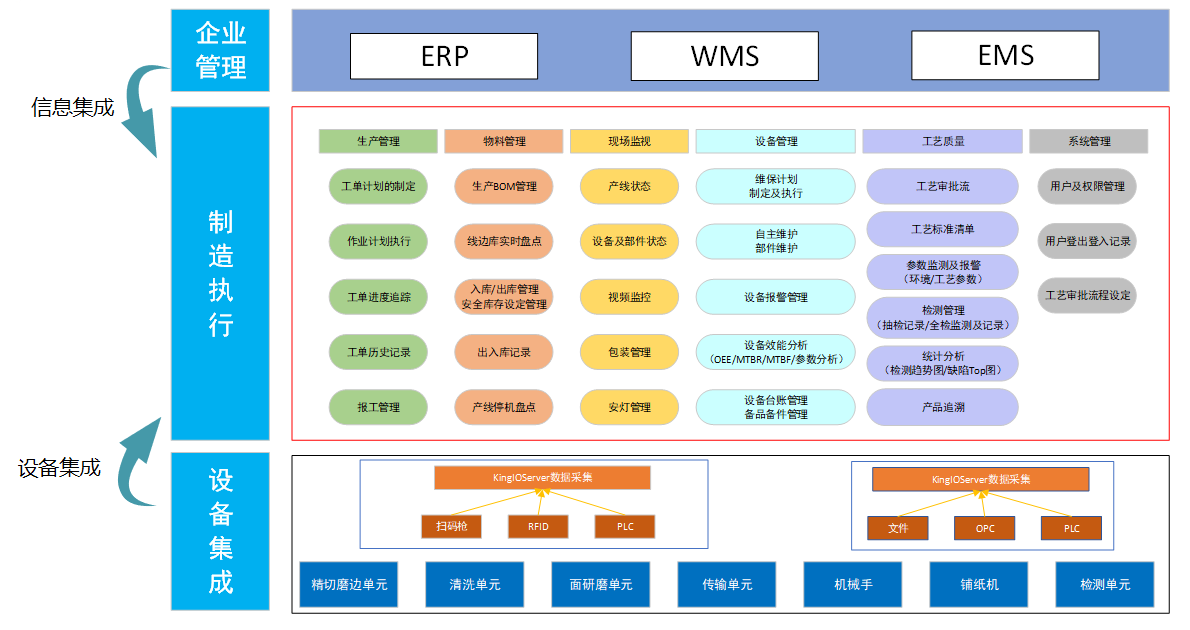 企业
管理
ERP
WMS
EMS
信息集成
制
造
执
行
生产管理
物料管理
现场监视
设备管理
工艺质量
系统管理
工单计划的制定
作业计划执行
工单进度追踪
工单历史记录
报工管理
生产BOM管理
线边库实时盘点
入库/出库管理
安全库存设定管理
出入库记录
产线停机盘点
产线状态
设备及部件状态
视频监控
包装管理
安灯管理
维保计划
制定及执行
自主维护
部件维护
设备报警管理
设备效能分析
（OEE/MTBR/MTBF/参数分析）
设备台账管理
备品备件管理
工艺审批流
工艺标准清单
参数监测及报警
（环境/工艺参数）
检测管理
（抽检记录/全检监测及记录）
统计分析
（检测趋势图/缺陷Top图）
产品追溯
用户及权限管理
用户登出登入记录
工艺审批流程设定
设备集成
设
备
集
成
KingIOServer数据采集
扫码枪
RFID
PLC
KingIOServer数据采集
文件
OPC
PLC
精切磨边单元
清洗单元
面研磨单元
传输单元
机械手
铺纸机
检测单元